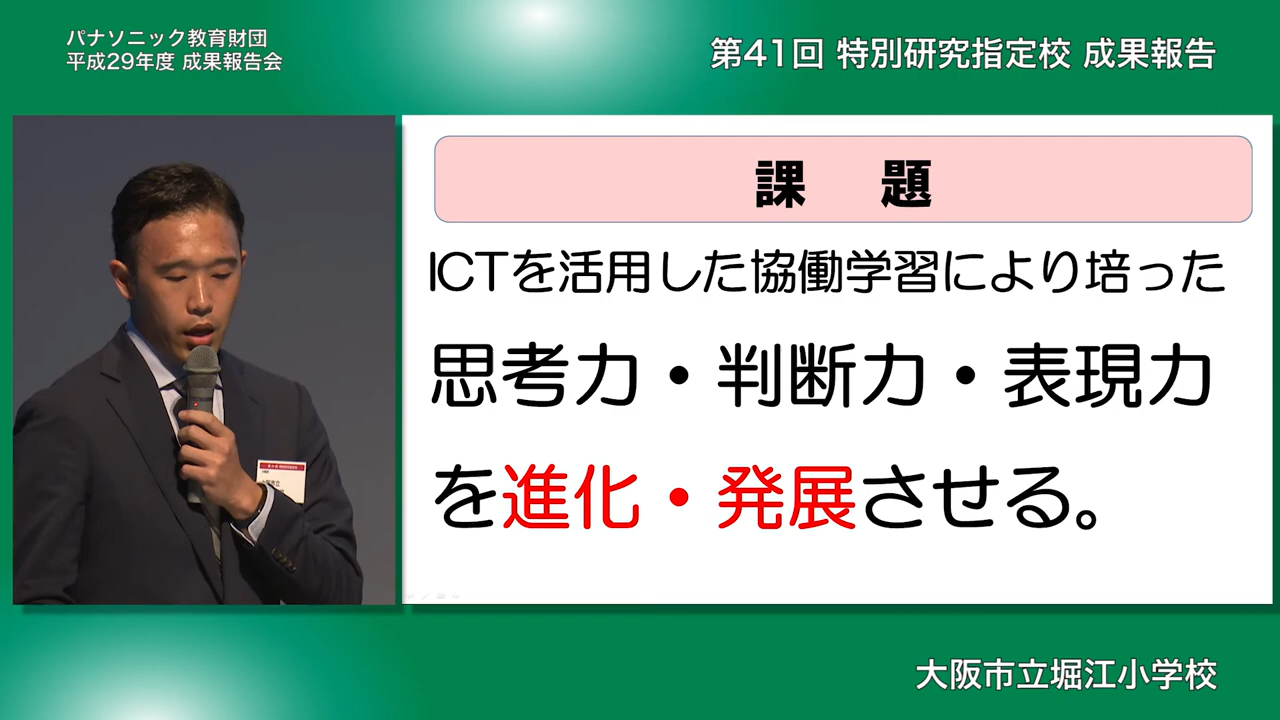 パナソニック教育財団
平成29年度 成果報告会
第41回 特別研究指定校 成果報告
課 題
ICTを活用した協働学習により培った
思考力・判断力・表現力
を進化・発展させる。
大阪市立堀江小学校